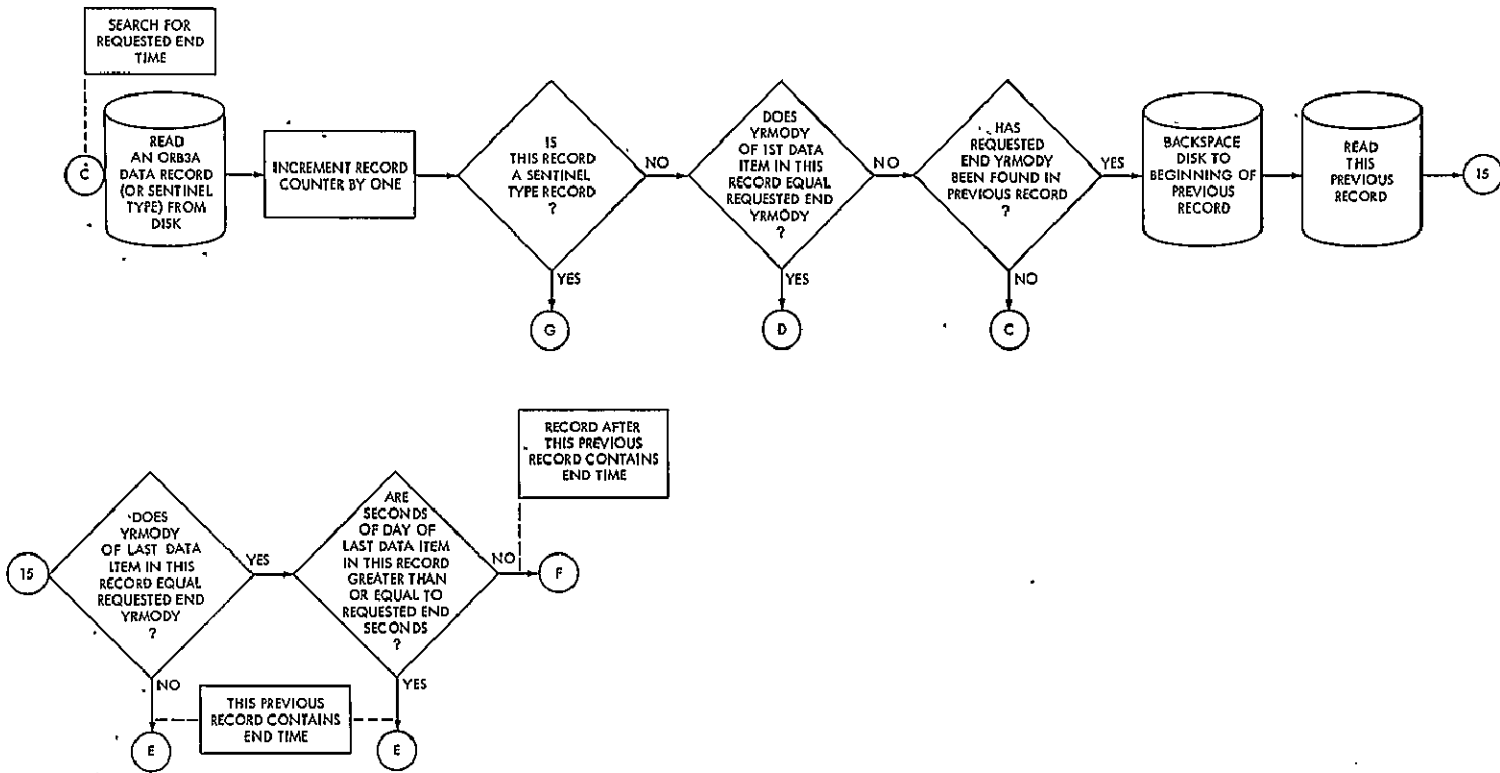 SEARCH FOR
REQUESTED END
TIME
C
READ
AN ORB3A
DATA RECORD
(OR SENTINEL
TYPE) FROM
DISK
INCREMENT RECORD
COUNTER BY ONE
IS
THIS RECORD
A SENTINEL
TYPE RECORD
?
NO
YES
G
DOES
YRMODY
OF 1ST DATA
ITEM IN THIS
RECORD EQUAL
REQUESTED END
YRMODY
?
NO
YES
D
HAS
REQUESTED
END YRMODY
BEEN FOUND IN
PREVIOUS RECORD
?
YES
NO
C
BACKSPACE
DISK TO
BEGINNING OF
PREVIOUS
RECORD
READ
THIS
PREVIOUS
RECORD
15
15
DOES
YRMODY
OF LAST DATA
ITEM IN THIS
RECORD EQUAL
REQUESTED END
YRMODY
?
YES
NO
E
ARE
SECONDS
OF DAY OF
LAST DATA ITEM
IN THIS RECORD
GREATER THAN
OR EQUAL TO
REQUESTED END
SECONDS
?
NO
YES
E
RECORD AFTER
THIS PREVIOUS
RECORD CONTAINS
END TIME
F
THIS PREVIOUS
RECORD CONTAINS
END TIME